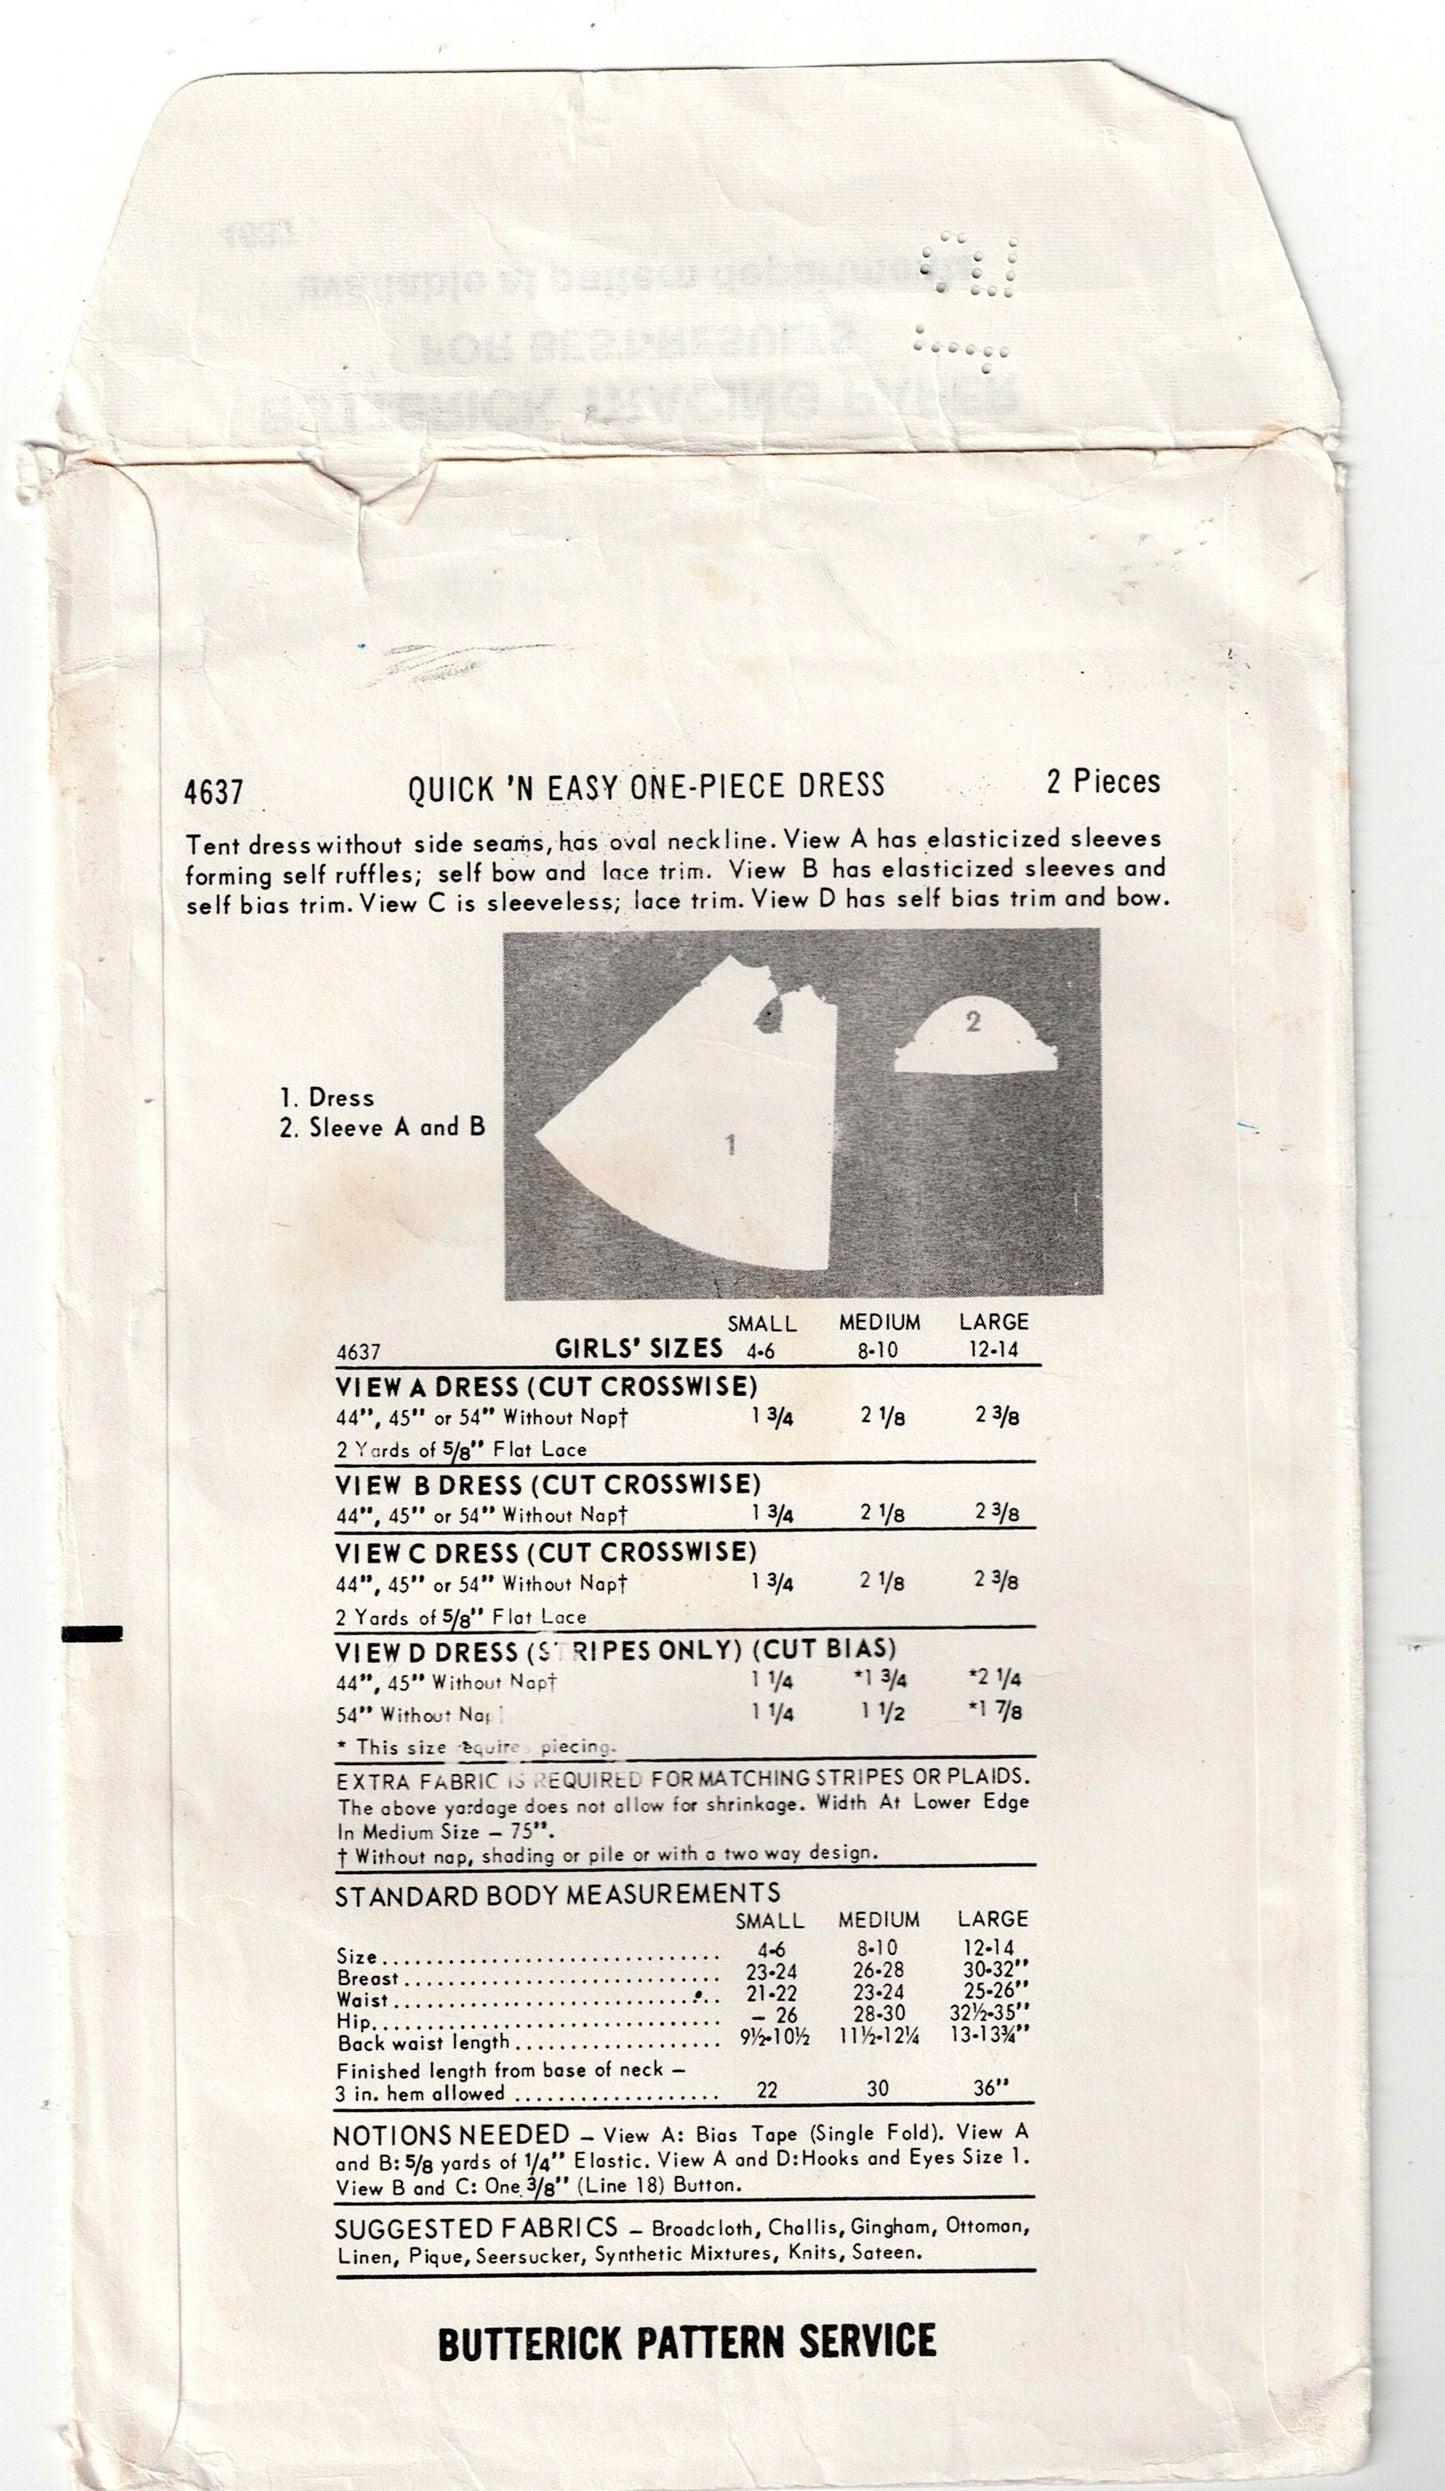 4637 QUICK 'N EASY ONE-PIECE DRESS 2 Pieces
Tent dress without side seams, has oval neckline. View A has elasticized sleeves
forming self ruffles; self bow and lace trim. View B has elasticized sleeves and
self bias trim. View C is sleeveless; lace trim. View D has self bias trim and bow.
1. Dress
2. Sleeve A and B
1
2
SMALL MEDIUM LARGE
4637 GIRLS' SIZES 4-6 8-10 12-14
VIEW A DRESS (CUT CROSSWISE)
44", 45" or 54" Without Nap† 1 3/4 2 1/8 2 3/8
2 Yards of 5/8" Flat Lace
VIEW B DRESS (CUT CROSSWISE)
44", 45" or 54" Without Nap† 1 3/4 2 1/8 2 3/8
VIEW C DRESS (CUT CROSSWISE)
44", 45" or 54" Without Nap† 1 3/4 2 1/8 2 3/8
2 Yards of 5/8" Flat Lace
VIEW D DRESS (STRIPES ONLY) (CUT BIAS)
44", 45" Without Nap† 1 1/4 *1 3/4 *2 1/4
54" Without Nap 1 1/4 1 1/2 *1 7/8
* This size requires piecing.
EXTRA FABRIC IS REQUIRED FOR MATCHING STRIPES OR PLAIDS.
The above yardage does not allow for shrinkage. Width At Lower Edge
In Medium Size – 75".
† Without nap, shading or pile or with a two way design.
STANDARD BODY MEASUREMENTS
SMALL MEDIUM LARGE
Size 4-6 8-10 12-14
Breast 23-24 26-28 30-32"
Waist 21-22 23-24 25-26"
Hip – 26 28-30 32½-35"
Back waist length 9½-10½ 11½-12¼ 13-13¾"
Finished length from base of neck –
3 in. hem allowed 22 30 36"
NOTIONS NEEDED – View A: Bias Tape (Single Fold). View A
and B: 5/8 yards of 1/4" Elastic. View A and D: Hooks and Eyes Size 1.
View B and C: One 3/8" (Line 18) Button.
SUGGESTED FABRICS – Broadcloth, Challis, Gingham, Ottoman,
Linen, Pique, Seersucker, Synthetic Mixtures, Knits, Sateen.
BUTTERICK PATTERN SERVICE